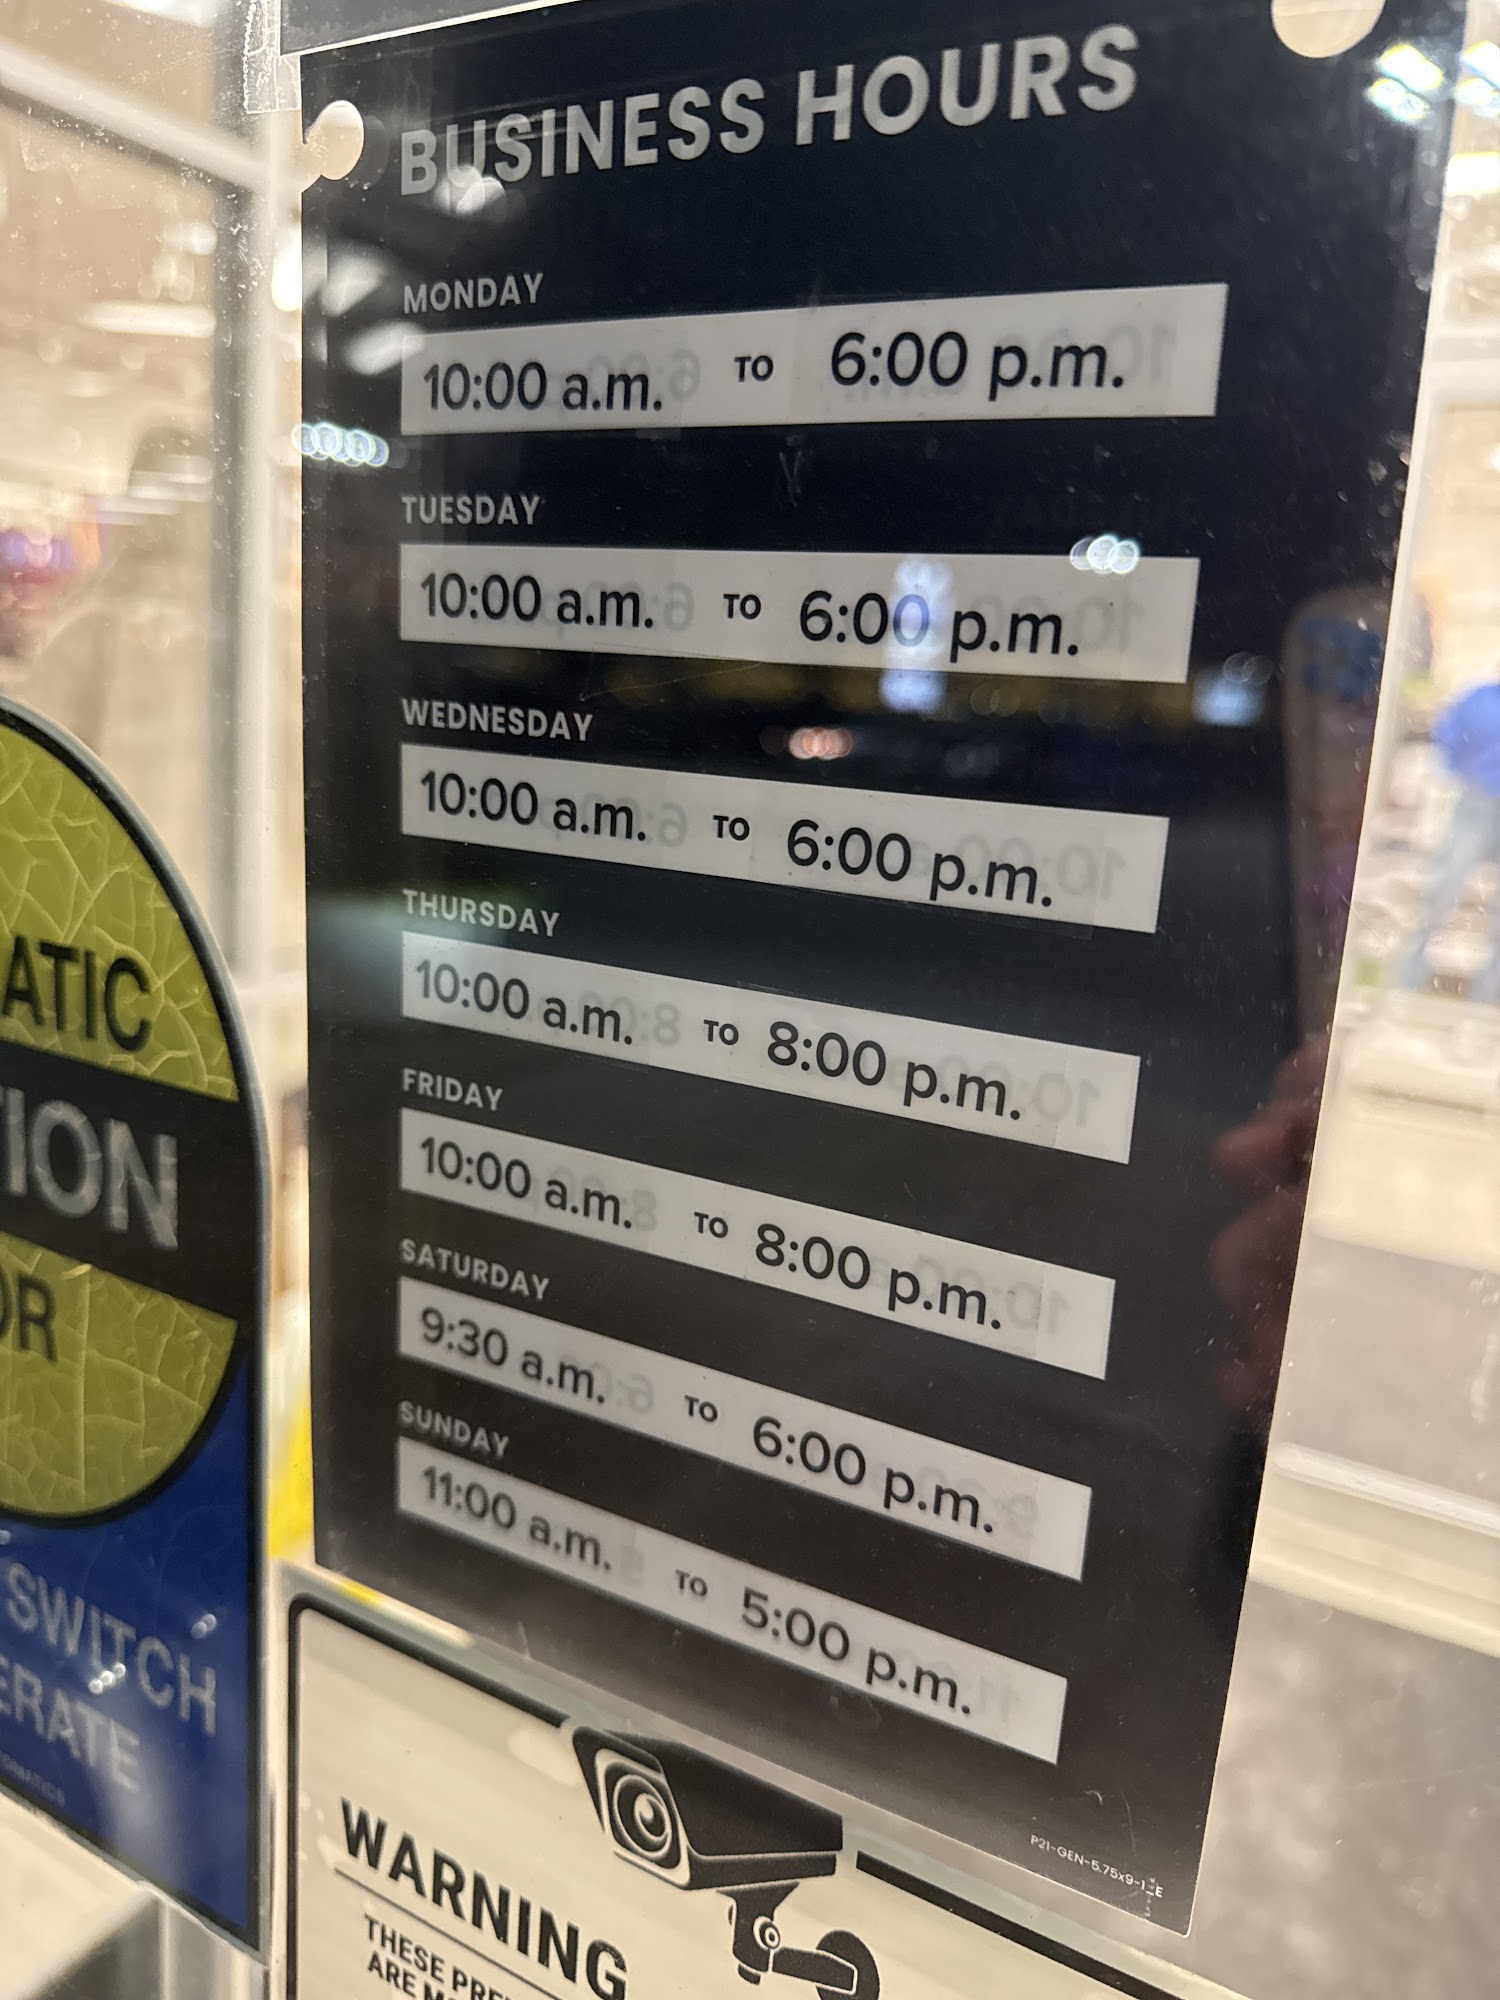 BUSINESS HOURS
MONDAY
10:00 a.m. TO 6:00 p.m.
TUESDAY
10:00 a.m. TO 6:00 p.m.
WEDNESDAY
10:00 a.m. TO 6:00 p.m.
THURSDAY
10:00 a.m. TO 8:00 p.m.
FRIDAY
10:00 a.m. TO 8:00 p.m.
SATURDAY
9:30 a.m. TO 6:00 p.m.
SUNDAY
11:00 a.m. TO 5:00 p.m.
ATIC
TION
OR
SWITCH
ERATE
WARNING
THESE PRE
ARE M